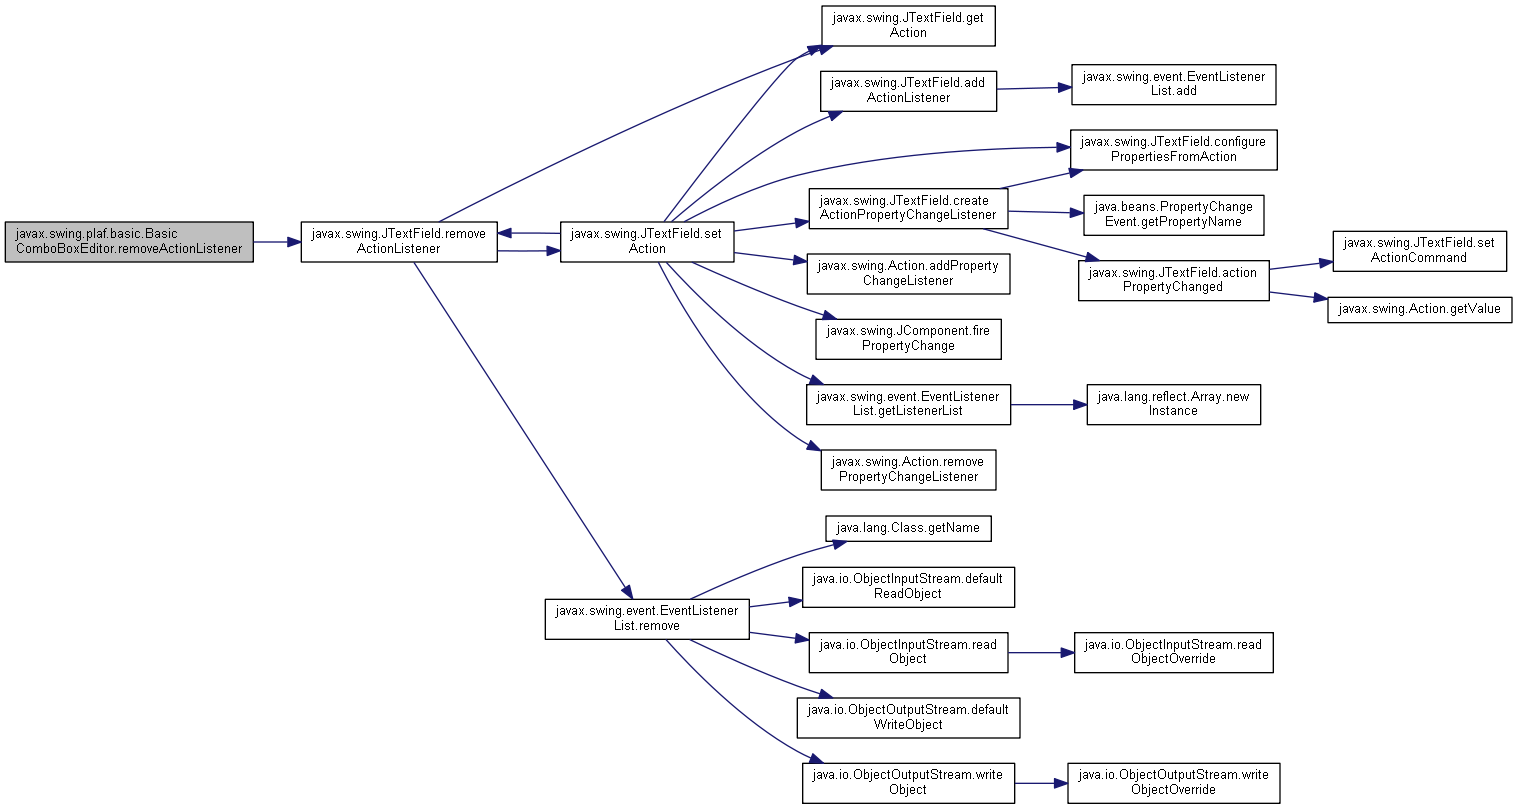 javax.swing.plaf.basic.Basic
ComboBoxEditor.removeActionListener
javax.swing.JTextField.remove
ActionListener
javax.swing.JTextField.set
Action
javax.swing.event.EventListener
List.remove
javax.swing.JTextField.get
Action
javax.swing.JTextField.add
ActionListener
javax.swing.event.EventListener
List.add
javax.swing.JTextField.configure
PropertiesFromAction
javax.swing.JTextField.create
ActionPropertyChangeListener
java.beans.PropertyChange
Event.getPropertyName
javax.swing.JTextField.action
PropertyChanged
javax.swing.JTextField.set
ActionCommand
javax.swing.Action.getValue
javax.swing.Action.addProperty
ChangeListener
javax.swing.JComponent.fire
PropertyChange
javax.swing.event.EventListener
List.getListenerList
java.lang.reflect.Array.new
Instance
javax.swing.Action.remove
PropertyChangeListener
java.lang.Class.getName
java.io.ObjectInputStream.default
ReadObject
java.io.ObjectInputStream.read
Object
java.io.ObjectInputStream.read
ObjectOverride
java.io.ObjectOutputStream.default
WriteObject
java.io.ObjectOutputStream.write
Object
java.io.ObjectOutputStream.write
ObjectOverride